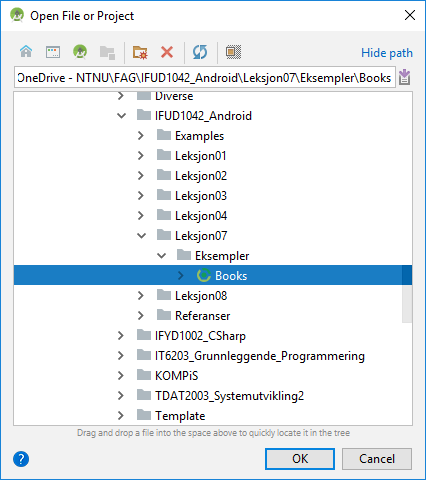 Open File or Project
Hide path
OneDrive - NTNU\FAG\IFUD1042_Android\Leksjon07\Eksempler\Books
Diverse
IFUD1042_Android
Examples
Leksjon01
Leksjon02
Leksjon03
Leksjon04
Leksjon07
Eksempler
Books
Leksjon08
Referanser
IFYD1002_CSharp
IT6203_Grunnleggende_Programmering
KOMPiS
TDAT2003_Systemutvikling2
Template
Drag and drop a file into the space above to quickly locate it in the tree
?
OK
Cancel